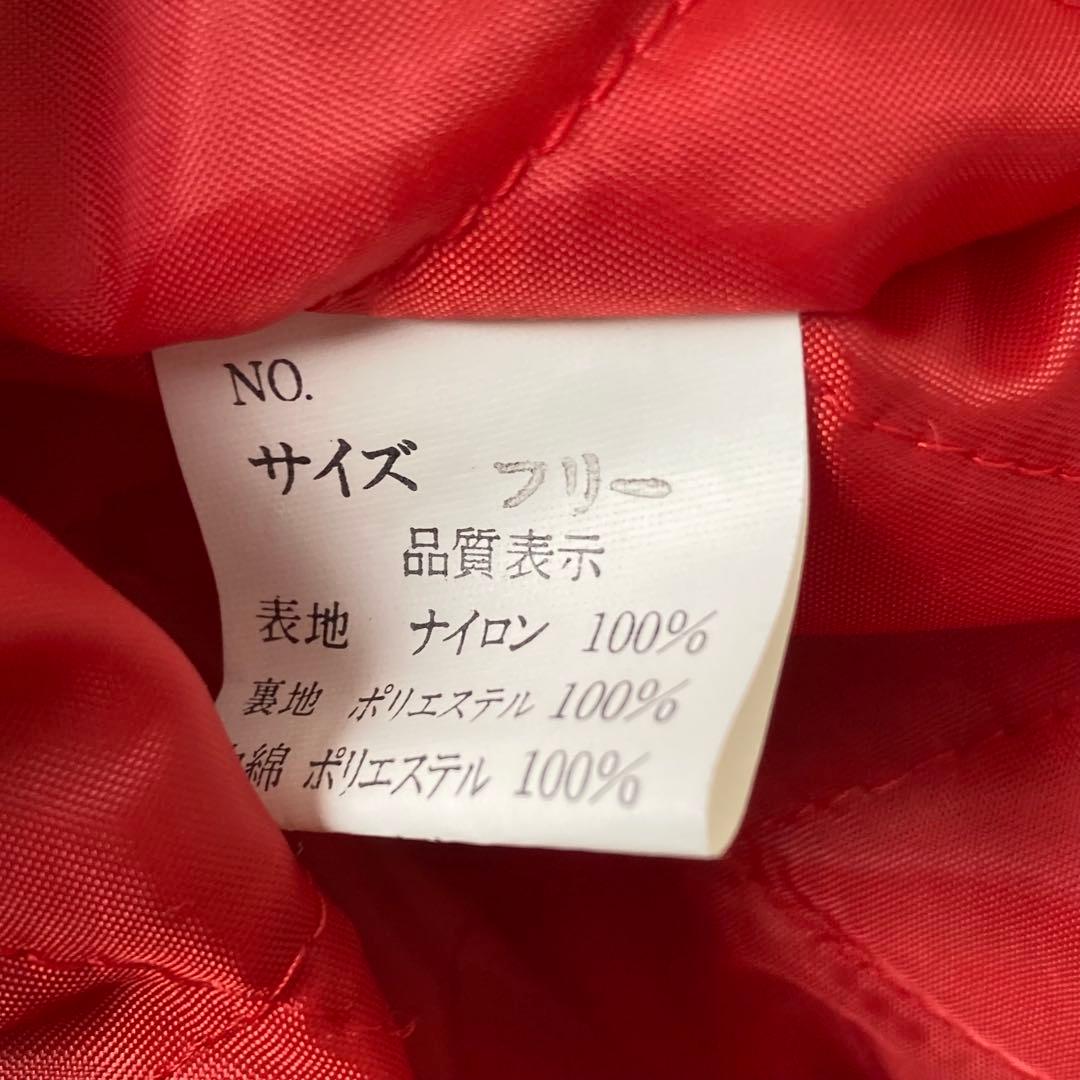 NO.
サイズ フリー
品質表示
表地 ナイロン 100%
裏地 ポリエステル 100%
綿 ポリエステル 100%